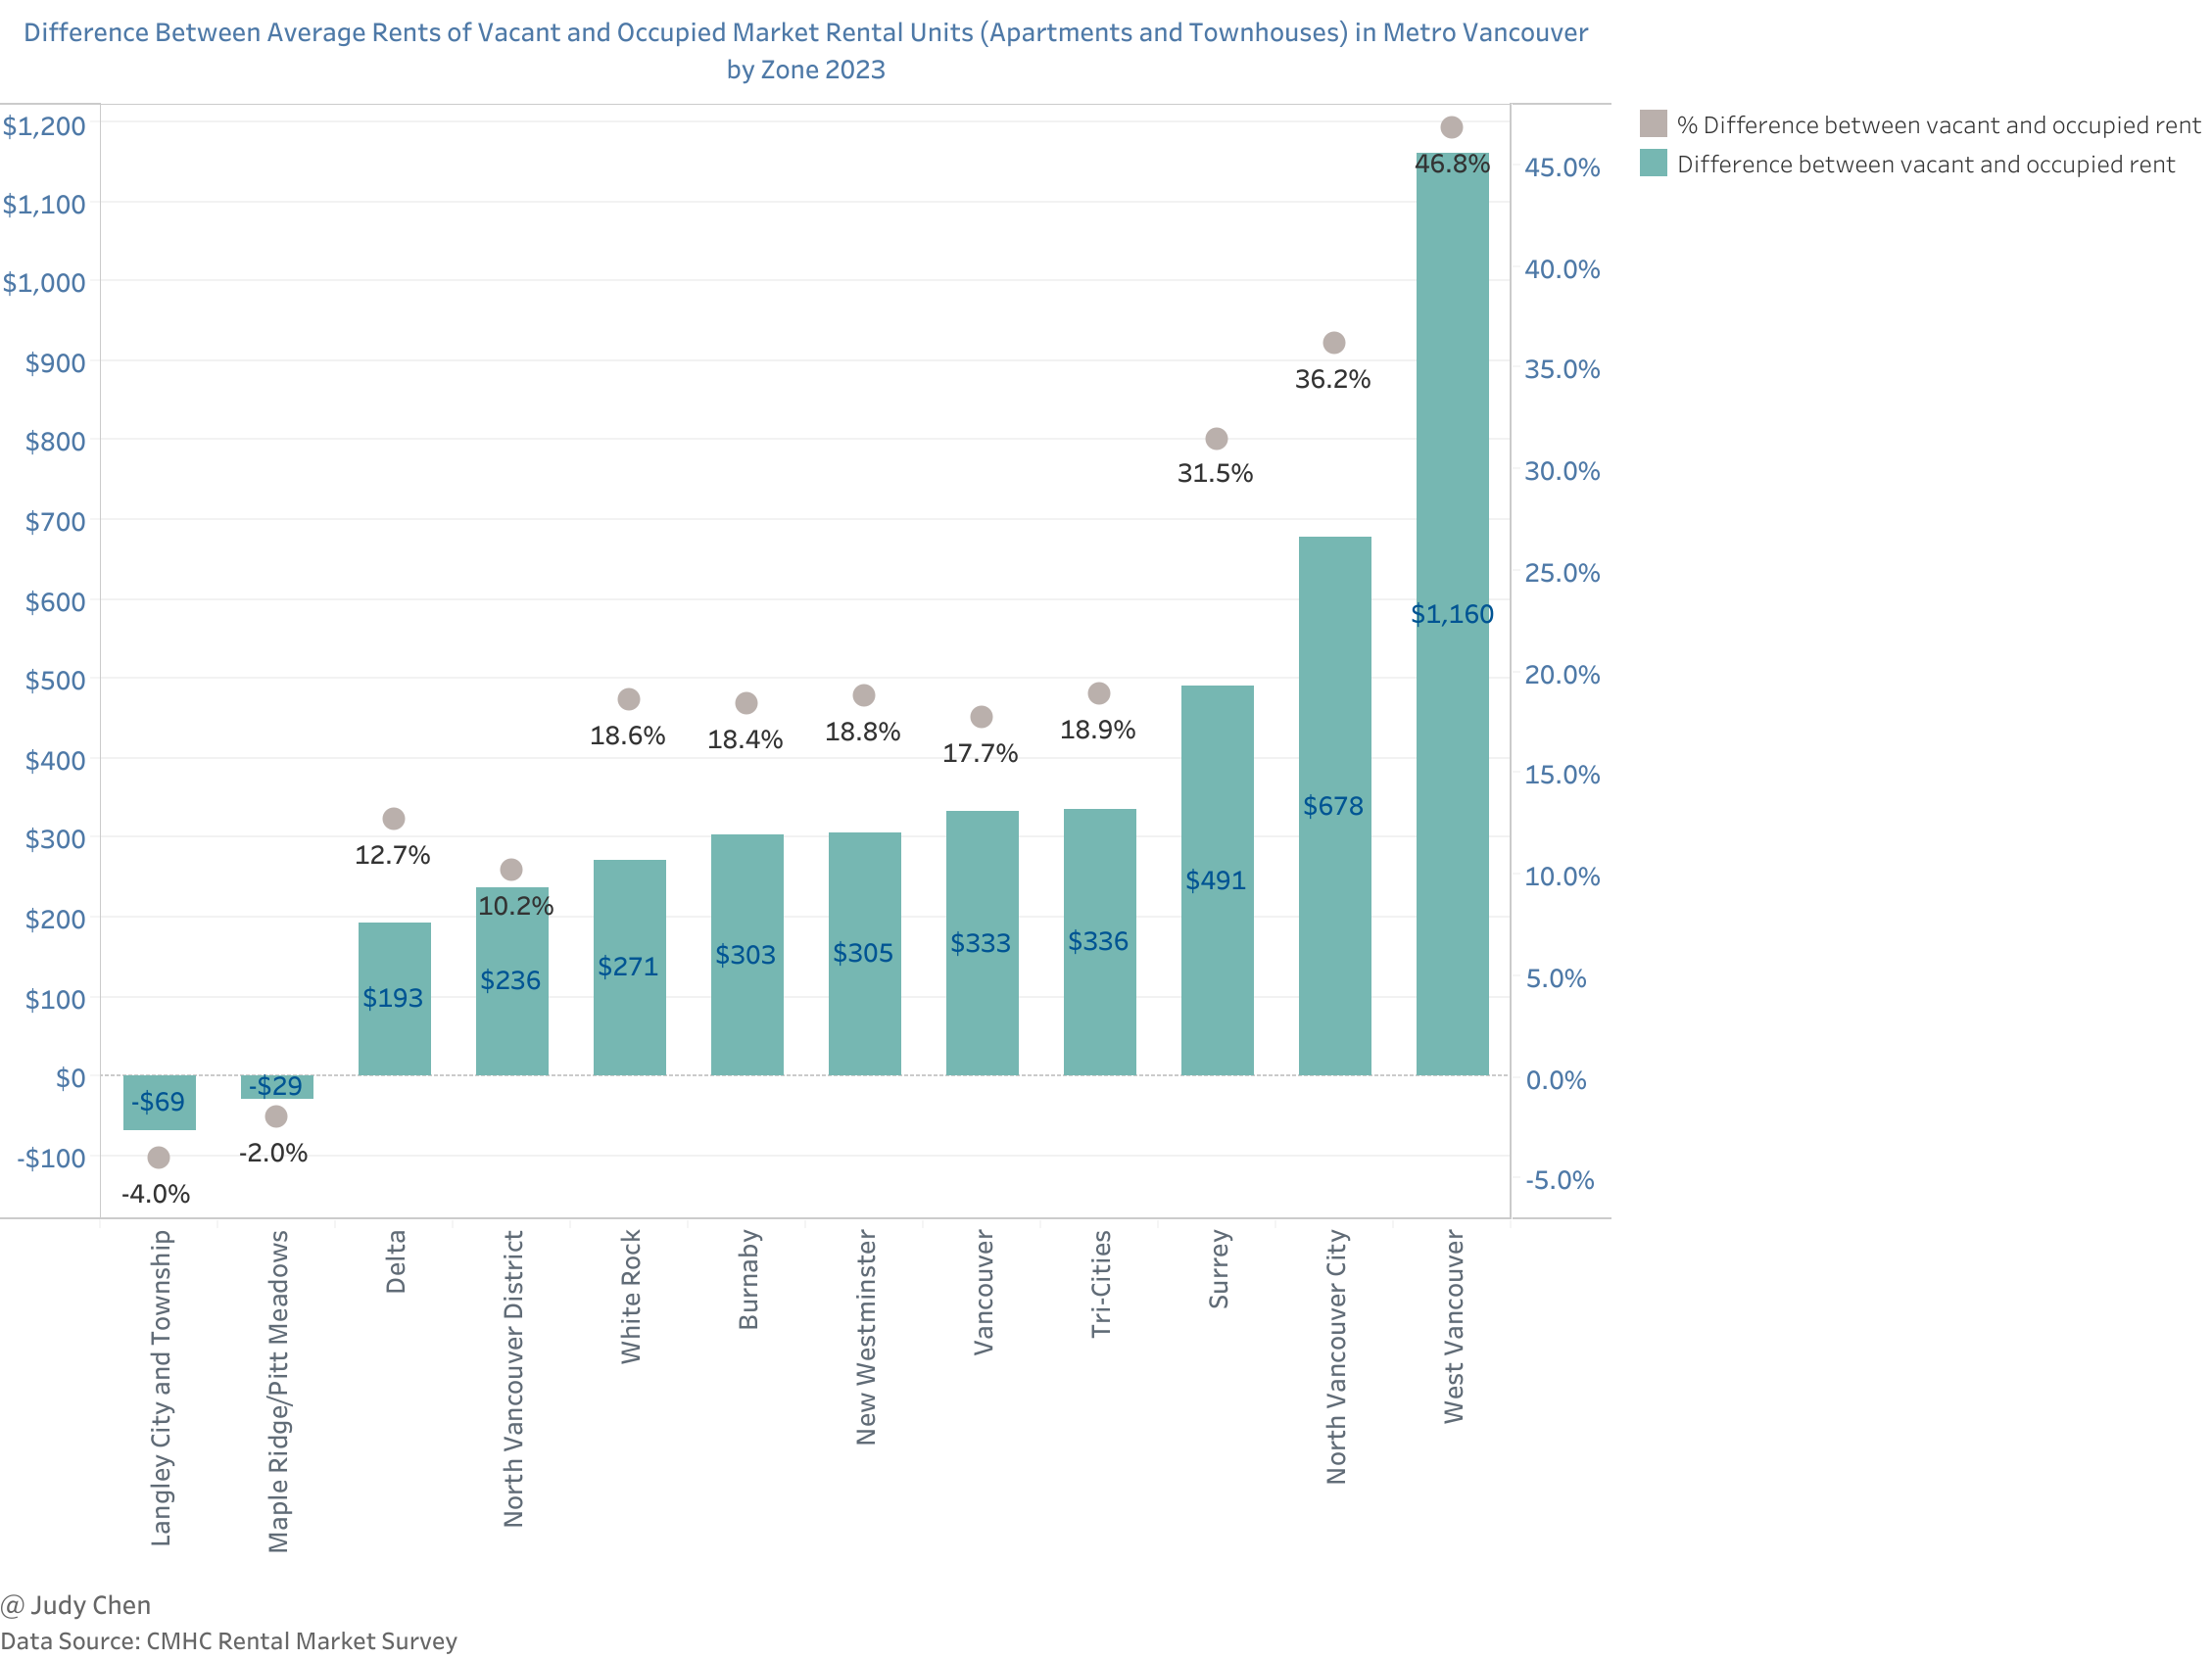 Difference Between Average Rents of Vacant and Occupied Market Rental Units (Apartments and Townhouses) in Metro Vancouver
by Zone 2023
% Difference between vacant and occupied rent
Difference between vacant and occupied rent
$1,200
$1,100
$1,000
$900
$800
$700
$600
$500
$400
$300
$200
$100
$0
-$100
45.0%
40.0%
35.0%
30.0%
25.0%
20.0%
15.0%
10.0%
5.0%
0.0%
-5.0%
-$69
-4.0%
-$29
-2.0%
12.7%
$193
10.2%
$236
18.6%
$271
18.4%
$303
18.8%
$305
17.7%
$333
18.9%
$336
31.5%
$491
36.2%
$678
46.8%
$1,160
Langley City and Township
Maple Ridge/Pitt Meadows
Delta
North Vancouver District
White Rock
Burnaby
New Westminster
Vancouver
Tri-Cities
Surrey
North Vancouver City
West Vancouver
@ Judy Chen
Data Source: CMHC Rental Market Survey